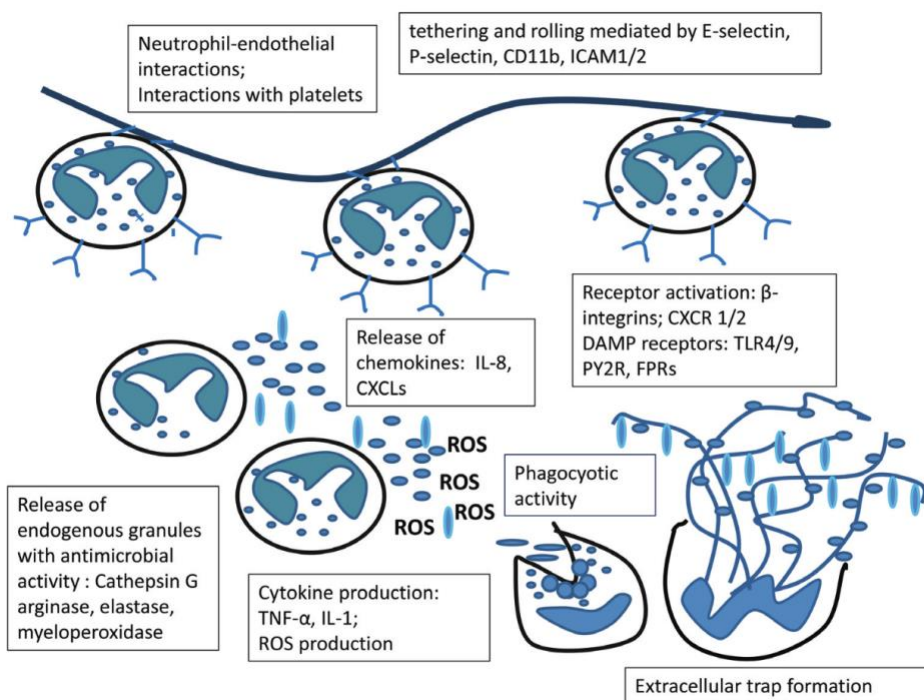 Neutrophil-endothelial
interactions;
Interactions with platelets
tethering and rolling mediated by E-selectin,
P-selectin, CD11b, ICAM1/2
Receptor activation: β-
integrins; CXCR 1/2
DAMP receptors: TLR4/9,
PY2R, FPRs
Release of
chemokines: IL-8,
CXCLs
ROS
ROS
ROS
ROS
Phagocyotic
activity
Release of
endogenous granules
with antimicrobial
activity : Cathepsin G
arginase, elastase,
myeloperoxidase
Cytokine production:
TNF-α, IL-1;
ROS production
Extracellular trap formation